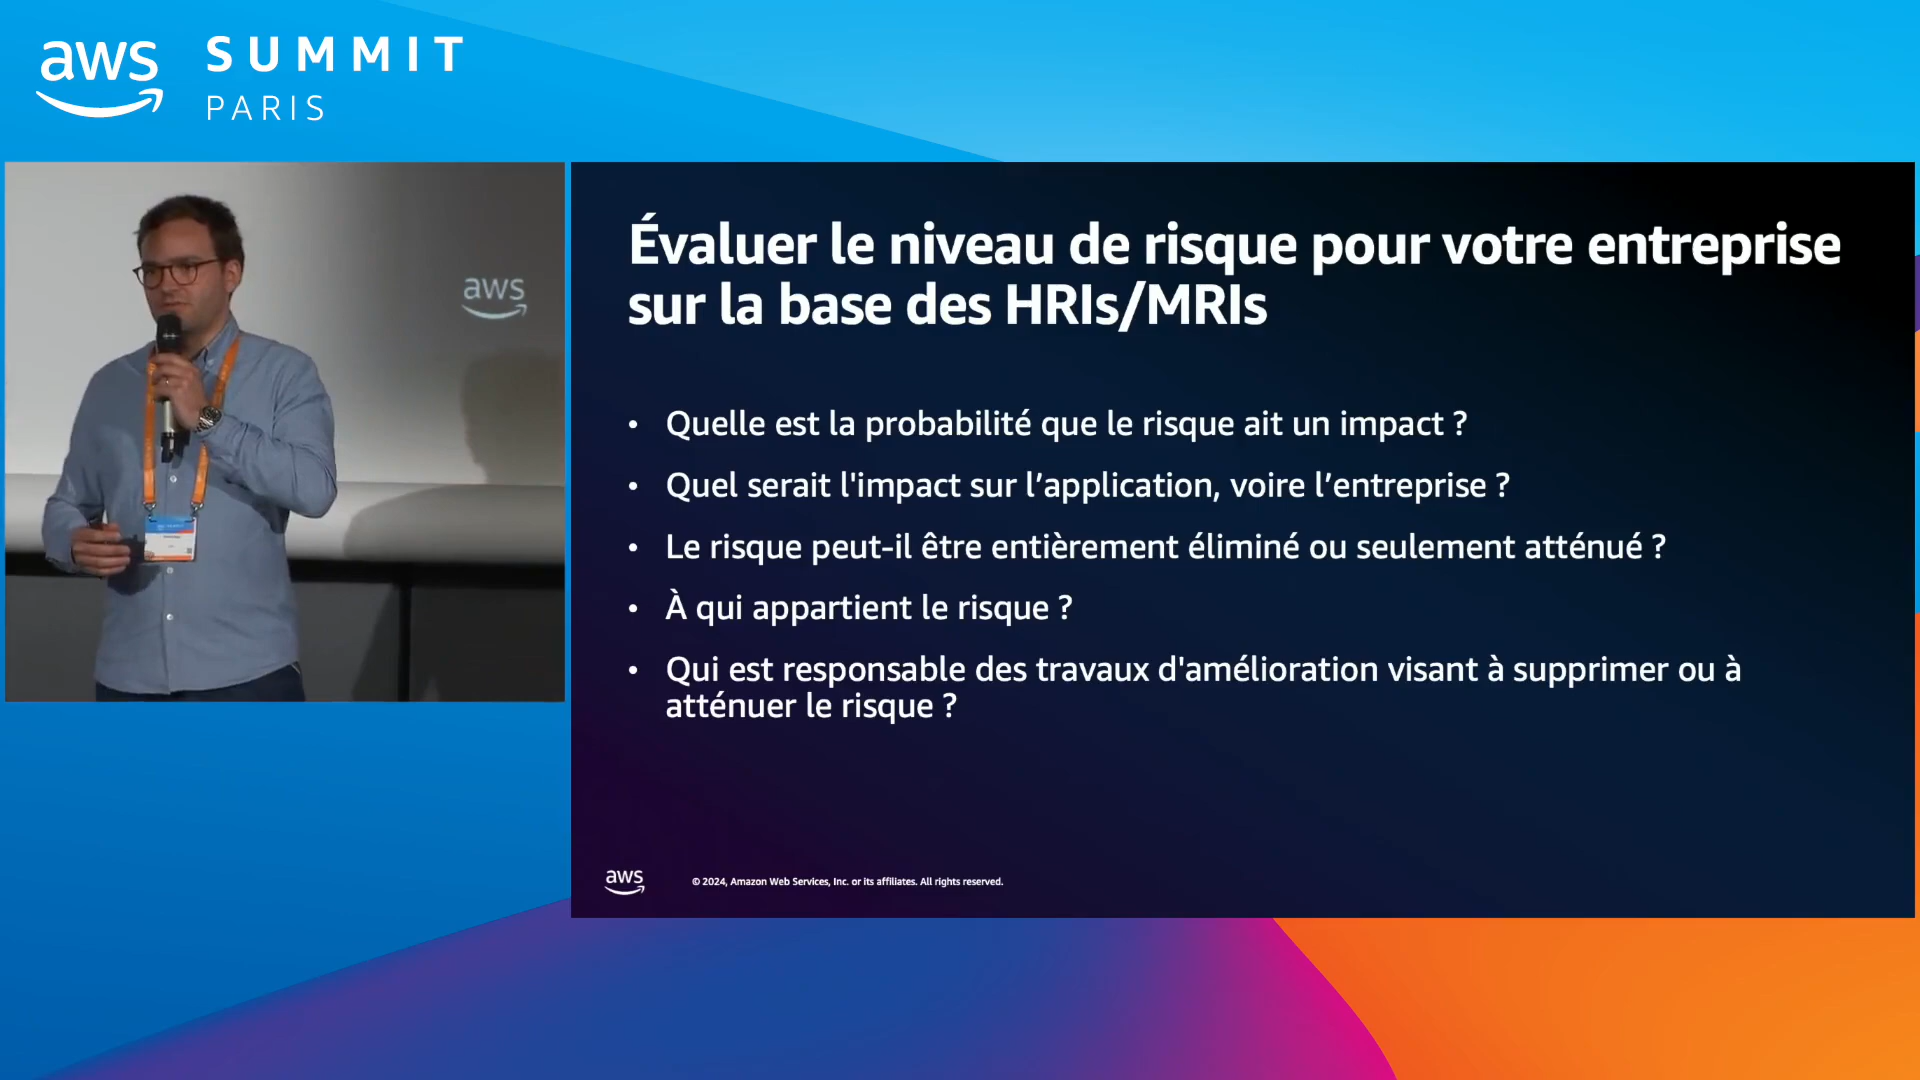 aws SUMMIT
PARIS
aws
Évaluer le niveau de risque pour votre entreprise
sur la base des HRIs/MRIs
• Quelle est la probabilité que le risque ait un impact ?
• Quel serait l'impact sur l’application, voire l’entreprise ?
• Le risque peut-il être entièrement éliminé ou seulement atténué ?
• À qui appartient le risque ?
• Qui est responsable des travaux d'amélioration visant à supprimer ou à
atténuer le risque ?
aws
© 2024, Amazon Web Services, Inc. or its affiliates. All rights reserved.